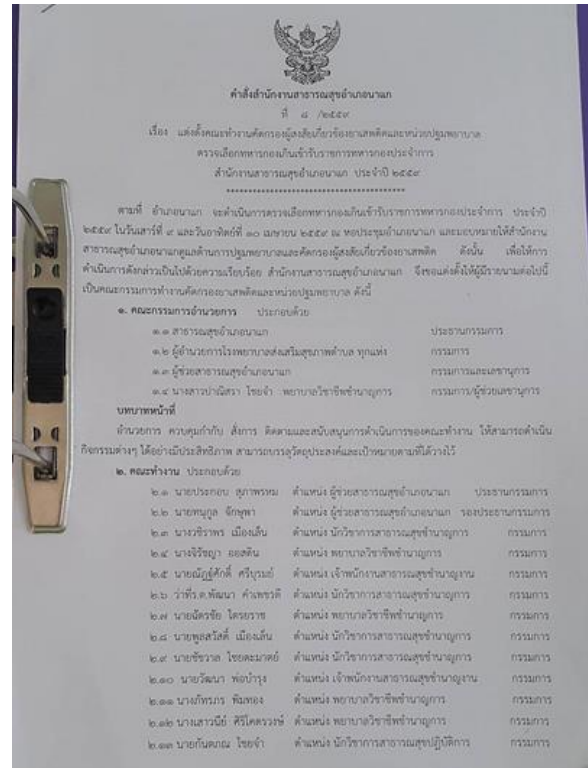 คำสั่งสำนักงานสาธารณสุขอำเภอนาแก
ที่ ๘ /๒๕๕๙
เรื่อง แต่งตั้งคณะทำงานคัดกรองผู้สงสัยเกี่ยวข้องยาเสพติดและหน่วยปฐมพยาบาล
ตรวจเลือกทหารกองเกินเข้ารับราชการทหารกองประจำการ
สำนักงานสาธารณสุขอำเภอนาแก ประจำปี ๒๕๕๙
******************************************
ตามที่ อำเภอนาแก จะดำเนินการตรวจเลือกทหารกองเกินเข้ารับราชการทหารกองประจำการ ประจำปี
๒๕๕๙ ในวันเสาร์ที่ ๙ และวันอาทิตย์ที่ ๑๐ เมษายน ๒๕๕๙ ณ หอประชุมอำเภอนาแก และมอบหมายให้สำนักงาน
สาธารณสุขอำเภอนาแกดูแลด้านการปฐมพยาบาลและคัดกรองผู้สงสัยเกี่ยวข้องยาเสพติด ดังนั้น เพื่อให้การ
ดำเนินการดังกล่าวเป็นไปด้วยความเรียบร้อย สำนักงานสาธารณสุขอำเภอนาแก จึงขอแต่งตั้งให้ผู้มีรายนามต่อไปนี้
เป็นคณะกรรมการทำงานคัดกรองยาเสพติดและหน่วยปฐมพยาบาล ดังนี้
๑. คณะกรรมการอำนวยการ ประกอบด้วย
๑.๑ สาธารณสุขอำเภอนาแก ประธานกรรมการ
๑.๒ ผู้อำนวยการโรงพยาบาลส่งเสริมสุขภาพตำบล ทุกแห่ง กรรมการ
๑.๓ ผู้ช่วยสาธารณสุขอำเภอนาแก กรรมการและเลขานุการ
๑.๔ นางสาวปาณิสรา ไชยจำ พยาบาลวิชาชีพชำนาญการ กรรมการ/ผู้ช่วยเลขานุการ
บทบาทหน้าที่
อำนวยการ ควบคุมกำกับ สั่งการ ติดตามและสนับสนุนการดำเนินการของคณะทำงาน ให้สามารถดำเนิน
กิจกรรมต่างๆ ได้อย่างมีประสิทธิภาพ สามารถบรรลุวัตถุประสงค์และเป้าหมายตามที่ได้วางไว้
๒. คณะทำงาน ประกอบด้วย
๒.๑ นายประกอบ สุภาพรหม ตำแหน่ง ผู้ช่วยสาธารณสุขอำเภอนาแก ประธานกรรมการ
๒.๒ นายหนูกูล จักษุพา ตำแหน่ง ผู้ช่วยสาธารณสุขอำเภอนาแก รองประธานกรรมการ
๒.๓ นางวชิราพร เมืองเล็น ตำแหน่ง นักวิชาการสาธารณสุขชำนาญการ กรรมการ
๒.๔ นางจิรัชญา ออสติน ตำแหน่ง พยาบาลวิชาชีพชำนาญการ กรรมการ
๒.๕ นายณัฏฐ์ศักดิ์ ศรีบุรมย์ ตำแหน่ง เจ้าพนักงานสาธารณสุขชำนาญงาน กรรมการ
๒.๖ ว่าที่ร.ต.พัฒนา คำเพชรดี ตำแหน่ง นักวิชาการสาธารณสุขชำนาญการ กรรมการ
๒.๗ นายฉัตรชัย ไตรยราช ตำแหน่ง พยาบาลวิชาชีพชำนาญการ กรรมการ
๒.๘ นายพูลสวัสดิ์ เมืองเล็น ตำแหน่ง นักวิชาการสาธารณสุขชำนาญการ กรรมการ
๒.๙ นายชัชวาล ไชยตะมาตย์ ตำแหน่ง นักวิชาการสาธารณสุขชำนาญการ กรรมการ
๒.๑๐ นายวัฒนา พ่อบำรุง ตำแหน่ง เจ้าพนักงานสาธารณสุขชำนาญงาน กรรมการ
๒.๑๑ นางภัทรภร พิมทอง ตำแหน่ง พยาบาลวิชาชีพชำนาญการ กรรมการ
๒.๑๒ นางเสาวนีย์ ศิริโคตรวงษ์ ตำแหน่ง พยาบาลวิชาชีพชำนาญการ กรรมการ
๒.๑๓ นายกันตภณ ไชยจำ ตำแหน่ง นักวิชาการสาธารณสุขปฏิบัติการ กรรมการ